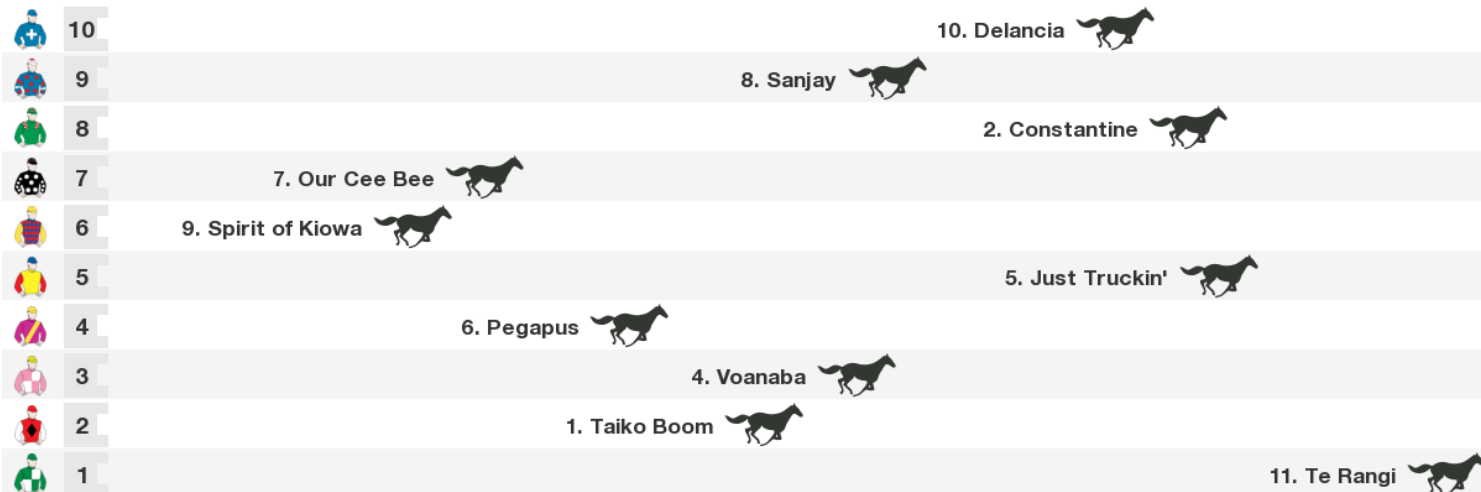 10 10. Delancia
9 8. Sanjay
8 2. Constantine
7 7. Our Cee Bee
6 9. Spirit of Kiowa
5 5. Just Truckin'
4 6. Pegapus
3 4. Voanaba
2 1. Taiko Boom
1 11. Te Rangi